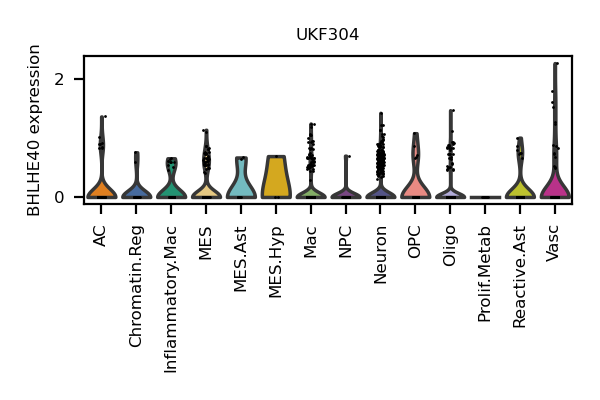 UKF304
BHLHE40 expression
2
0
AC
Chromatin.Reg
Inflammatory.Mac
MES
MES.Ast
MES.Hyp
Mac
NPC
Neuron
OPC
Oligo
Prolif.Metab
Reactive.Ast
Vasc